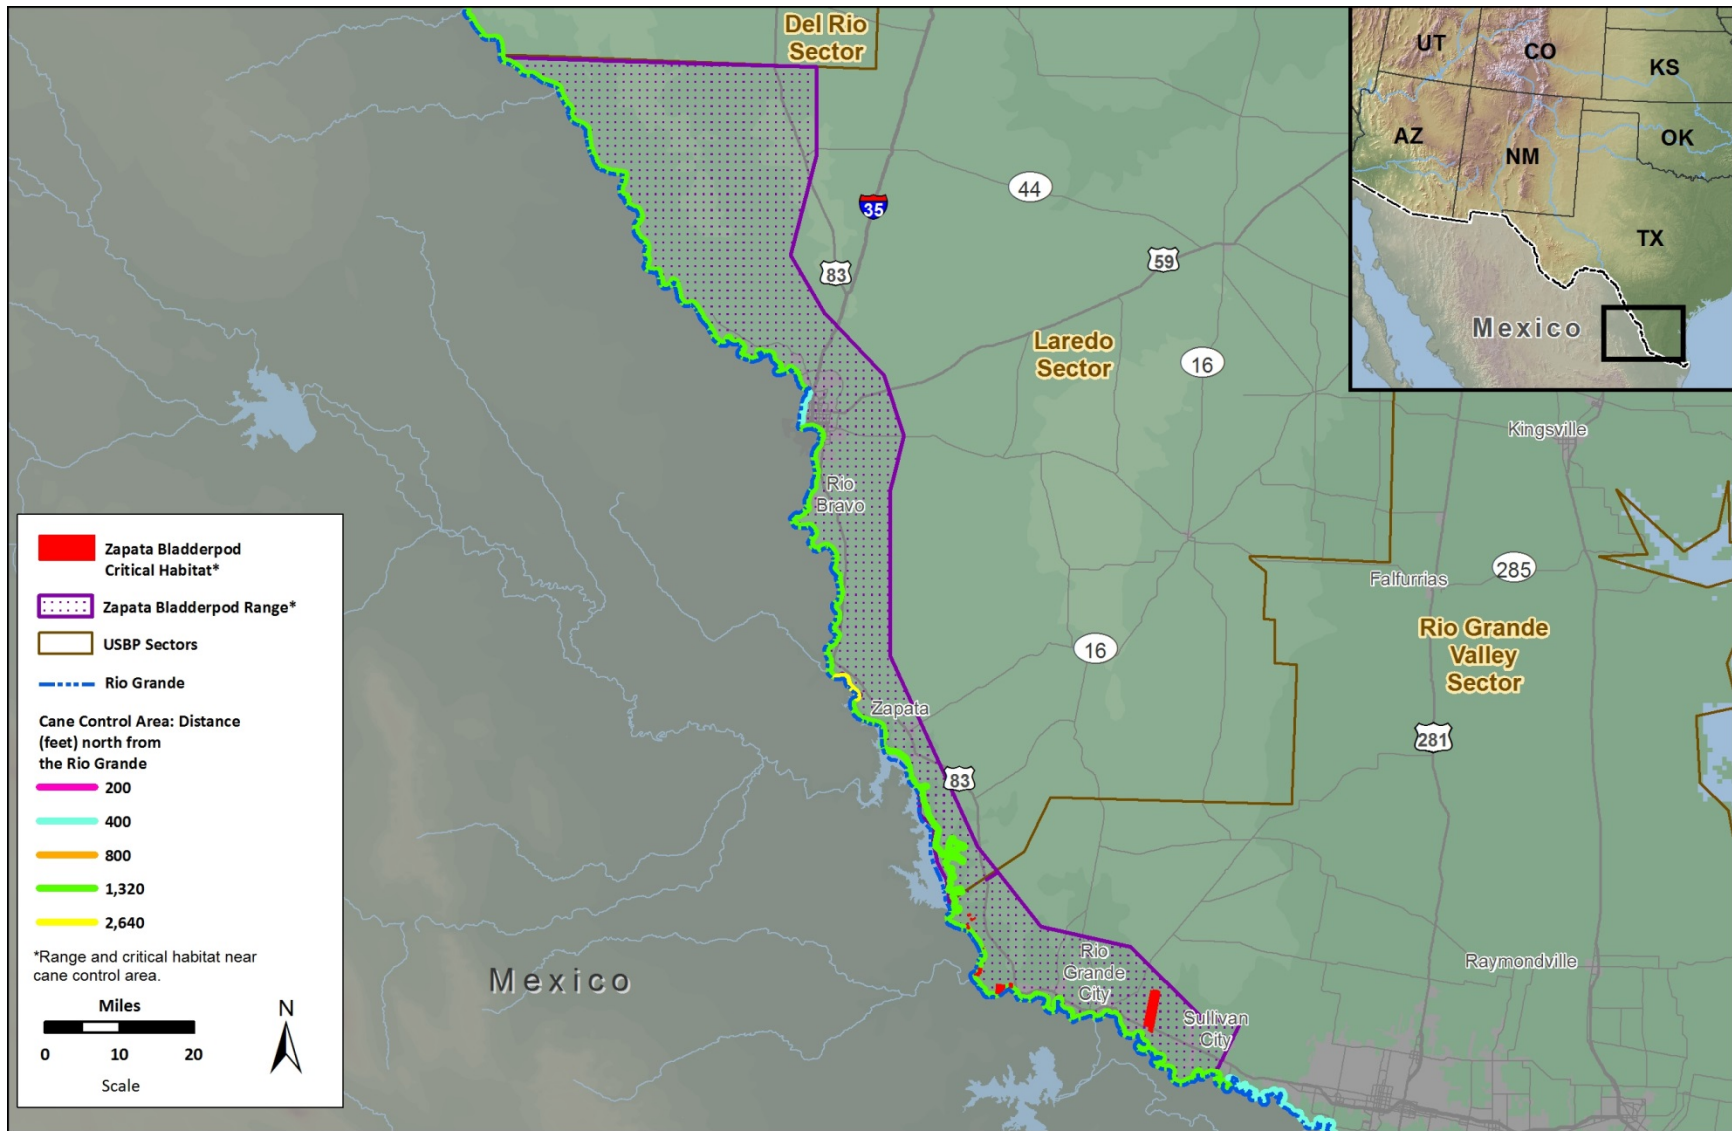 Del Rio
Sector
UT
CO
KS
AZ
NM
OK
TX
Mexico
44
35
83
59
Laredo
Sector
16
Kingsville
Rio
Bravo
Falfurrias
285
Rio Grande
Valley
Sector
16
Zapata
281
83
Rio
Grande
City
Raymondville
Sullivan
City
Mexico
Zapata Bladderpod
Critical Habitat*
Zapata Bladderpod Range*
USBP Sectors
Rio Grande
Cane Control Area: Distance
(feet) north from
the Rio Grande
200
400
800
1,320
2,640
*Range and critical habitat near
cane control area.
Miles
N
0 10 20
Scale